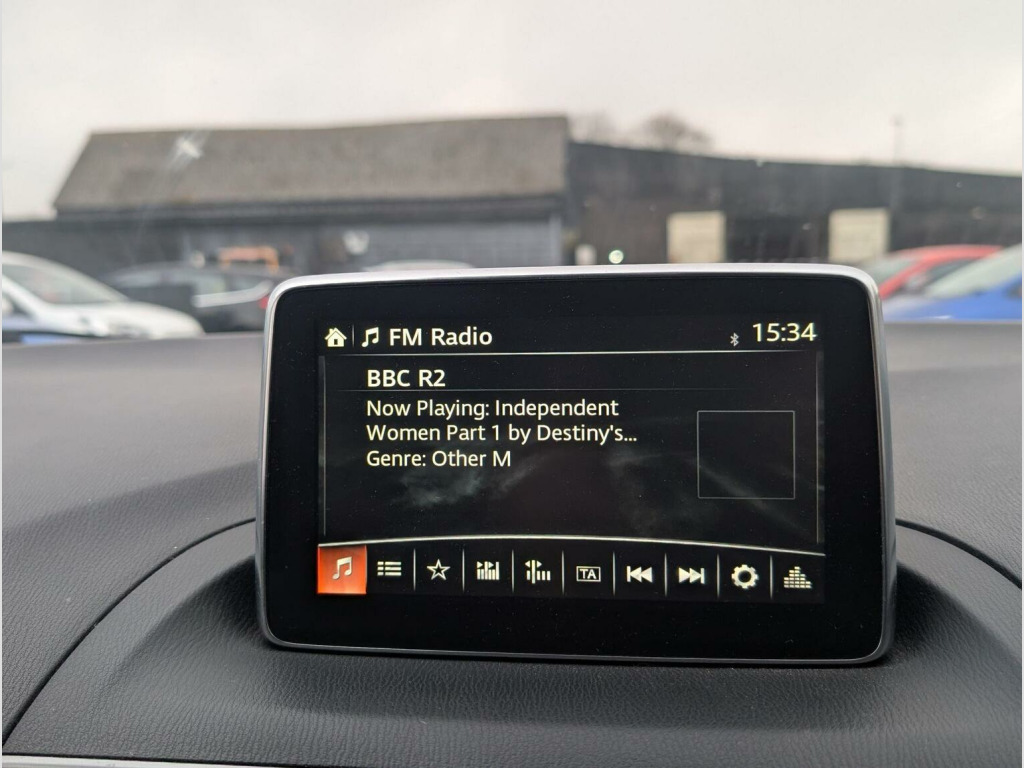 FM Radio
15:34
BBC R2
Now Playing: Independent
Women Part 1 by Destiny's...
Genre: Other M
TA